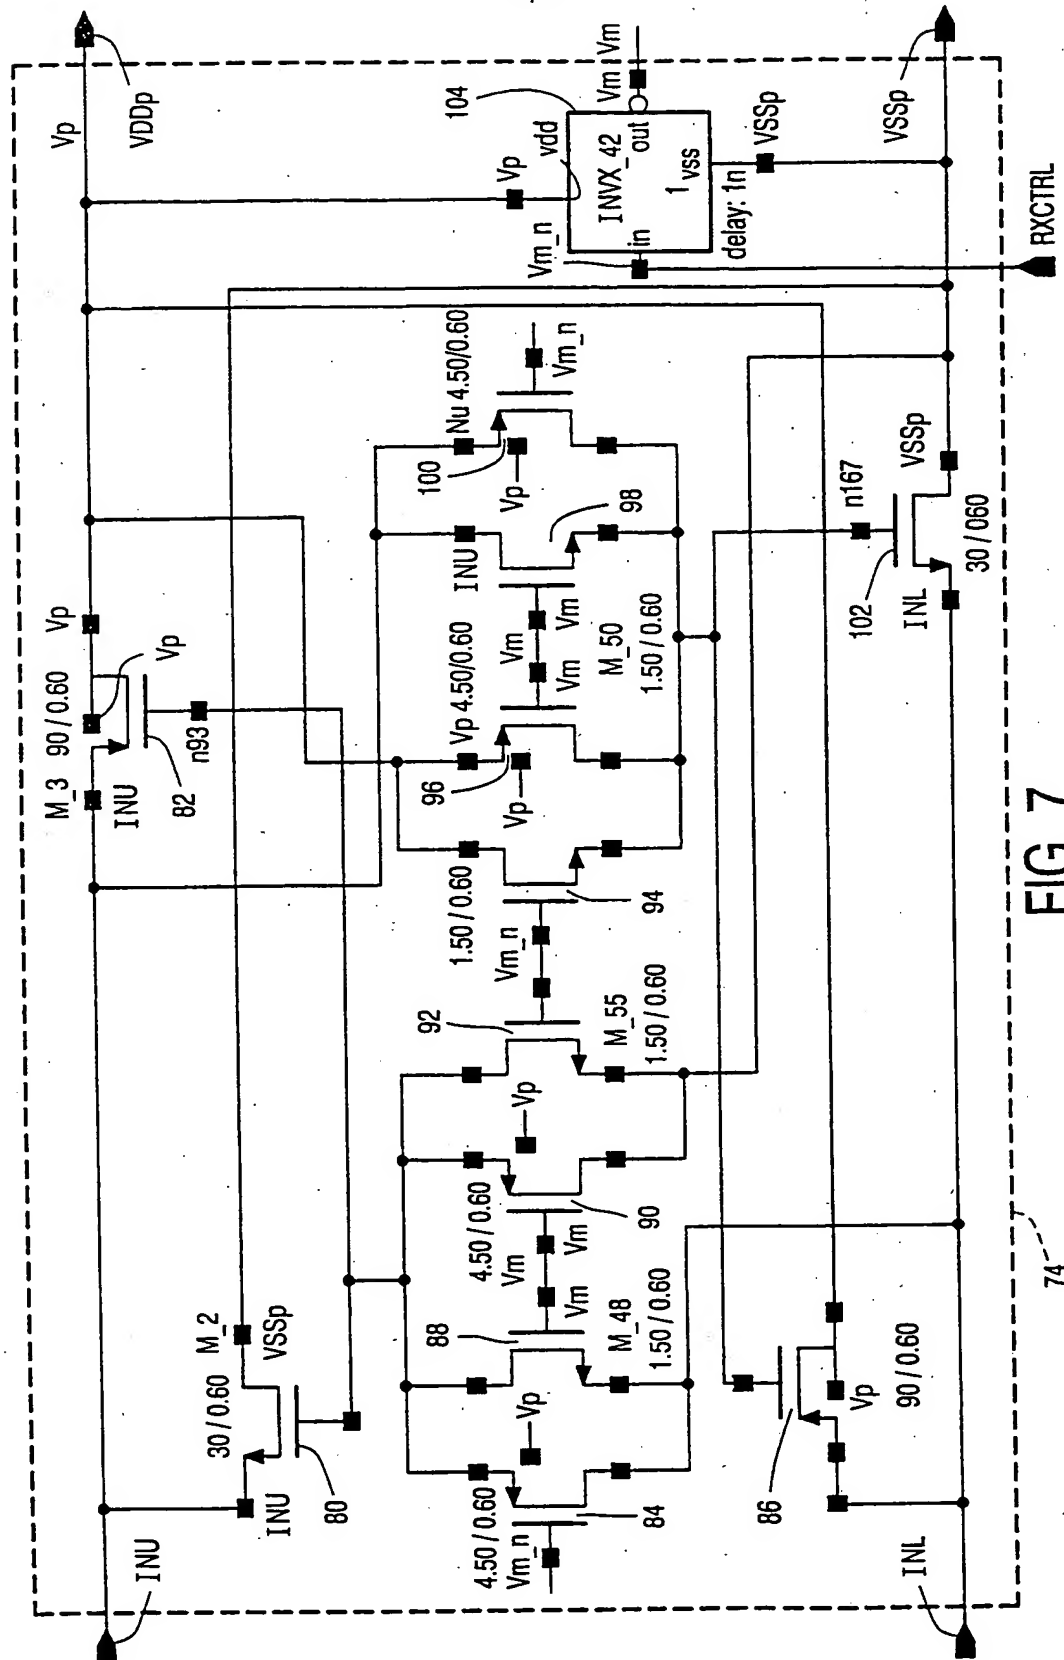 INU
INL
Vp
VDDp
VSSp
RXCTRL
104
vdd
INVX_42
out
in
1
vss
delay: 1n
Vp
Vm_n
Vm
Vm
VSSp
M_3
90 / 0.60
Vp
Vp
INU
82
n93
M_2
30 / 0.60
VSSp
INU
80
4.50 / 0.60
Vm_n
84
Vp
88
Vm
M_48
1.50 / 0.60
4.50 / 0.60
Vm
Vm
90
Vp
92
M_55
1.50 / 0.60
Vm_n
1.50 / 0.60
94
Vp 4.50/0.60
96
Vp
Vm
Vm
Vm
M_50
1.50 / 0.60
INU
98
Nu 4.50/0.60
100
Vp
Vm_n
86
Vp
90 / 0.60
102
n167
INL
VSSp
30 / 060
74
FIG 7